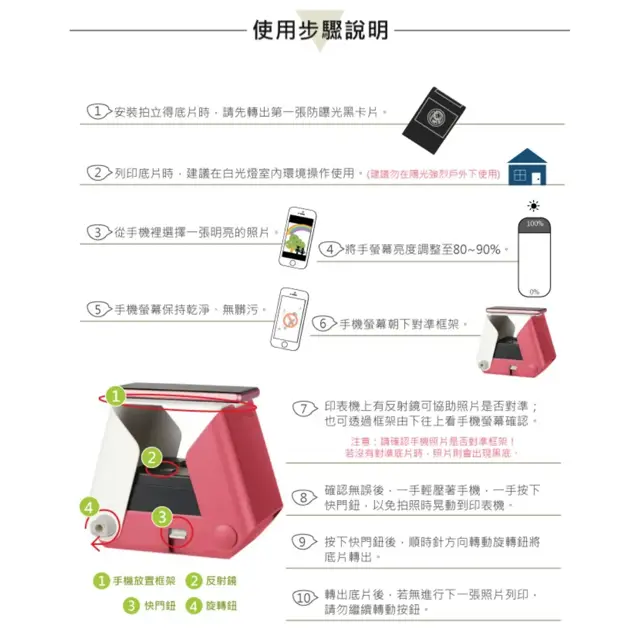 使用步驟說明
1 安裝拍立得底片時，請先轉出第一張防曝光黑卡片。
2 列印底片時，建議在白光燈室內環境操作使用。(建議勿在陽光強烈戶外下使用)
3 從手機裡選擇一張明亮的照片。
100%
4 將手螢幕亮度調整至80~90%。
0%
5 手機螢幕保持乾淨、無髒污。
6 手機螢幕朝下對準框架。
7 印表機上有反射鏡可協助照片是否對準；
也可透過框架由下往上看手機螢幕確認。
注意：請確認手機照片是否對準框架！
若沒有對準底片時，照片則會出現黑底。
8 確認無誤後，一手輕壓著手機，一手按下
快門鈕，以免拍照時晃動到印表機。
9 按下快門鈕後，順時針方向轉動旋轉鈕將
底片轉出。
10 轉出底片後，若無進行下一張照片列印，
請勿繼續轉動按鈕。
1
2
3
4
1 手機放置框架 2 反射鏡
3 快門鈕 4 旋轉鈕